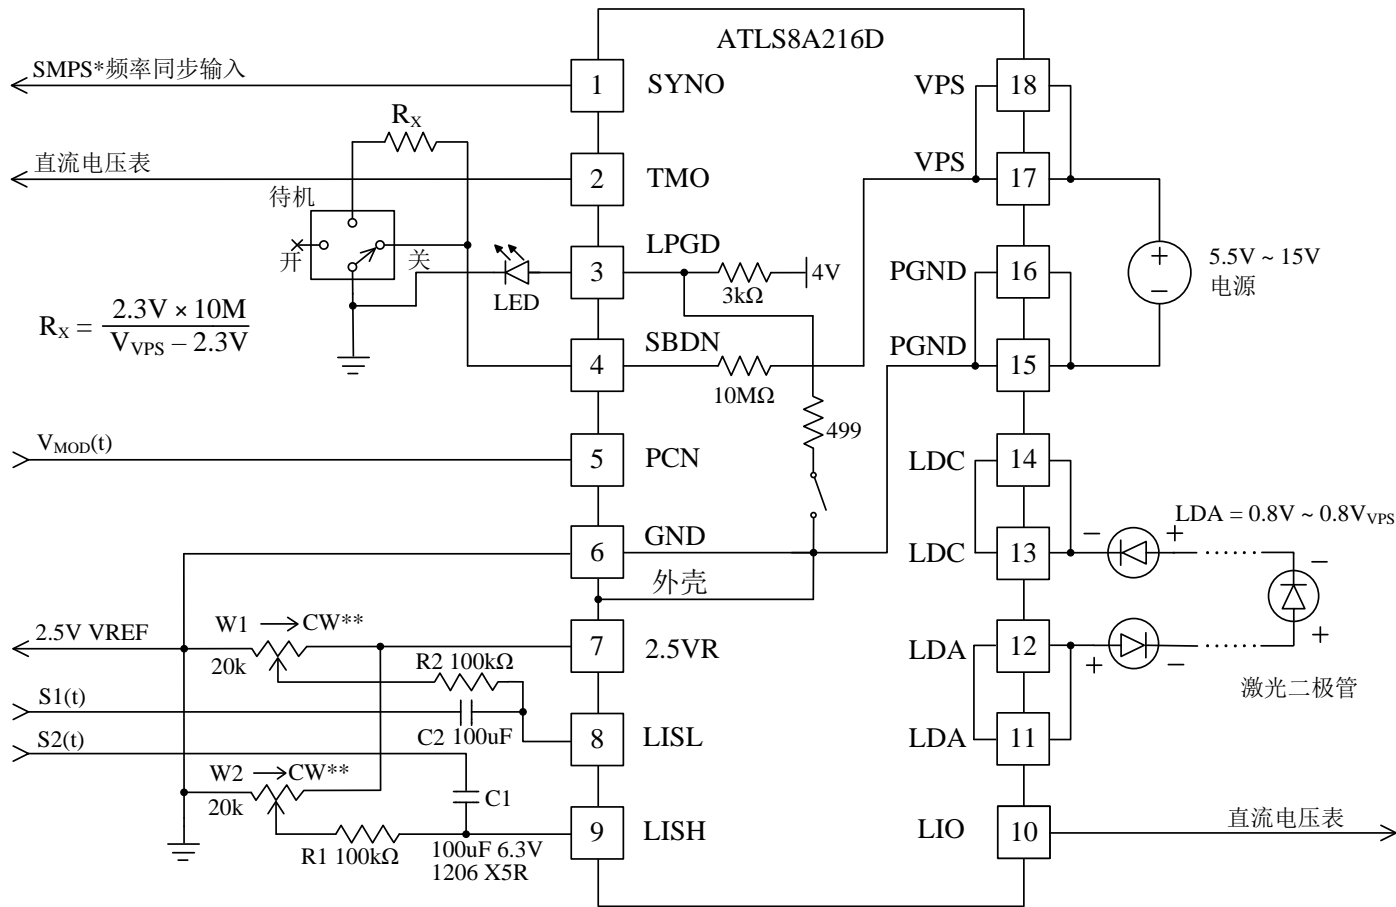 ATLS8A216D
SMPS*频率同步输入
1
SYNO
VPS
18
R_X
直流电压表
2
TMO
VPS
17
待机
开
关
LED
3
LPGD
3kΩ
4V
PGND
16
+
−
5.5V ~ 15V
电源
R_X = 2.3V × 10M / V_VPS − 2.3V
4
SBDN
10MΩ
499
PGND
15
V_MOD(t)
5
PCN
LDC
14
LDA = 0.8V ~ 0.8V_VPS
6
GND
外壳
LDC
13
−
+
−
+
2.5V VREF
W1 →CW**
20k
R2 100kΩ
7
2.5VR
LDA
12
+
−
激光二极管
S1(t)
C2 100uF
8
LISL
LDA
11
S2(t)
W2 →CW**
20k
C1
R1 100kΩ
100uF 6.3V
1206 X5R
9
LISH
LIO
10
直流电压表